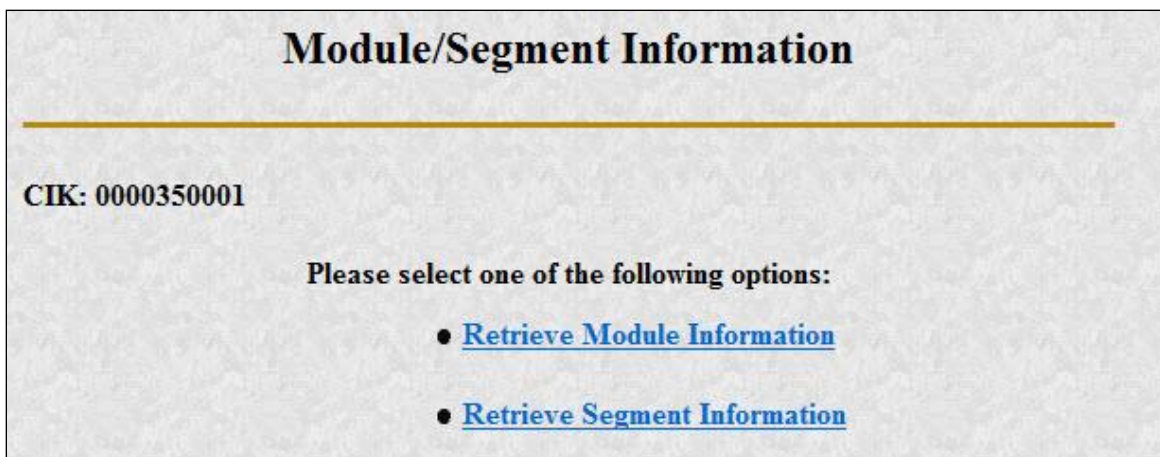 Module/Segment Information
CIK: 0000350001
Please select one of the following options:
• Retrieve Module Information
• Retrieve Segment Information